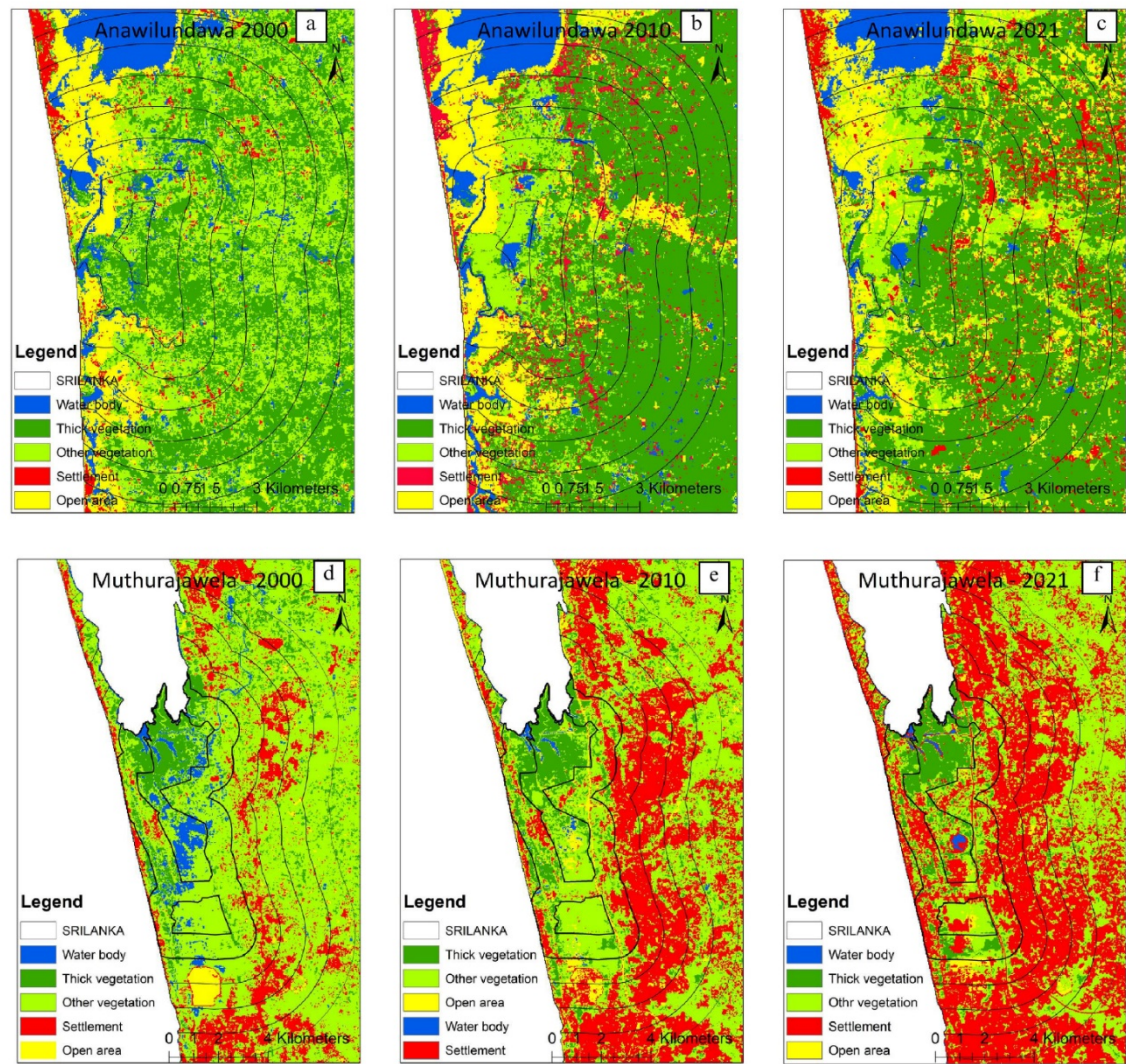 Anawilundawa 2000
a
N
Legend
SRILANKA
Water body
Thick vegetation
Other vegetation
Settlement
Open area
0 0.75 1.5 3 Kilometers
Anawilundawa 2010
b
N
Legend
SRILANKA
Water body
Thick vegetation
Other vegetation
Settlement
Open area
0 0.75 1.5 3 Kilometers
Anawilundawa 2021
c
N
Legend
SRILANKA
Water body
Thick vegetation
Other vegetation
Settlement
Open area
0 0.75 1.5 3 Kilometers
Muthurajawela - 2000
d
N
Legend
SRILANKA
Water body
Thick vegetation
Other vegetation
Settlement
Open area
0 1 2 4 Kilometers
Muthurajawela - 2010
e
N
Legend
SRILANKA
Thick vegetation
Other vegetation
Open area
Water body
Settlement
0 1 2 4 Kilometers
Muthurajawela - 2021
f
N
Legend
SRILANKA
Water body
Thick vegetation
Othr vegetation
Settlement
Open area
0 1 2 4 Kilometers